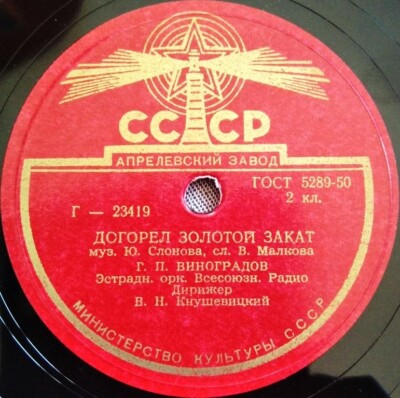 СССР
АПРЕЛЕВСКИЙ ЗАВОД
ГОСТ 5289-50
2 кл.
Г — 23419
ДОГОРЕЛ ЗОЛОТОЙ ЗАКАТ
муз. Ю. Слонова, сл. В. Малкова
Г. П. ВИНОГРАДОВ
Эстрадн. орк. Всесоюзн. Радио
Дирижер
В. Н. Кнушевицкий
МИНИСТЕРСТВО КУЛЬТУРЫ СССР